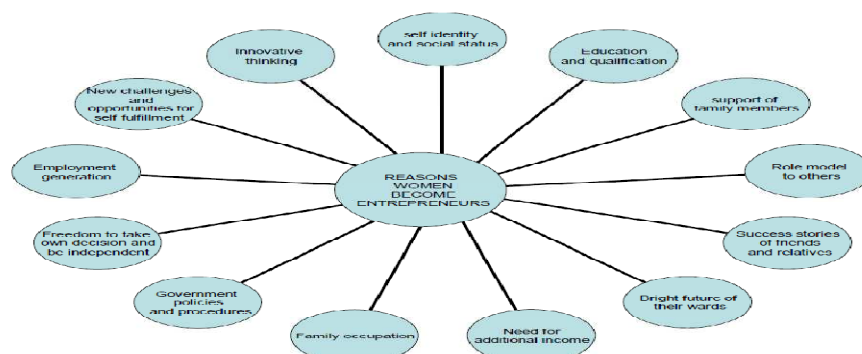 self identity
and social status
Education
and qualification
support of
family members
Role model
to others
Success stories
of friends
and relatives
Bright future of
their wards
Need for
additional income
Family occupation
Government
policies
and procedures
Freedom to take
own decision and
be independent
Employment
generation
New challenges
and
opportunities for
self fulfillment
Innovative
thinking
REASONS
WOMEN
BECOME
ENTREPRENEURS